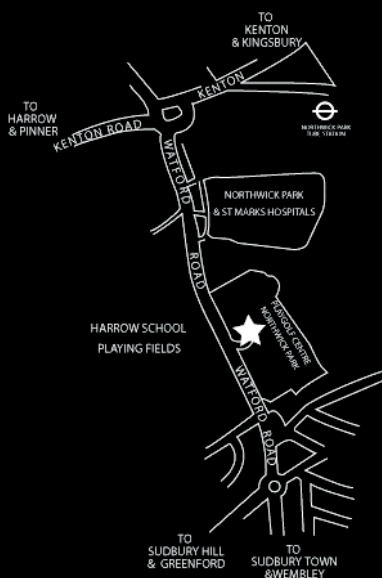 TO
KENTON
& KINGSBURY
KENTON
TO
HARROW
& PINNER
KENTON ROAD
NORTHWICK PARK
TUBE STATION
WATFORD
NORTHWICK PARK
& ST MARKS HOSPITALS
ROAD
HARROW SCHOOL
PLAYING FIELDS
PLAYGOLF CENTRE
NORTHWICK PARK
WATFORD
ROAD
TO
SUDBURY HILL
& GREENFORD
TO
SUDBURY TOWN
&WEMBLEY